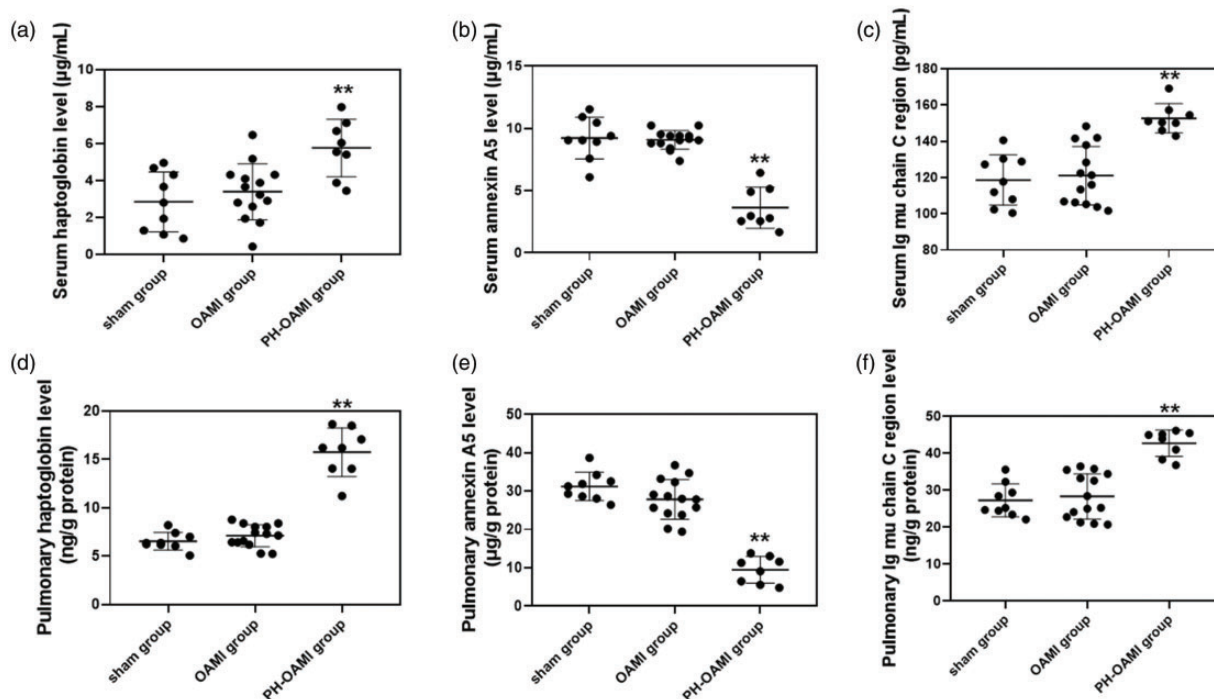 (a)
Serum haptoglobin level (µg/mL)
10
8
6
4
2
0
**
sham group
OAMI group
PH-OAMI group
(b)
Serum annexin A5 level (µg/mL)
15
10
5
0
**
sham group
OAMI group
PH-OAMI group
(c)
Serum Ig mu chain C region (pg/mL)
180
160
140
120
100
80
**
sham group
OAMI group
PH-OAMI group
(d)
Pulmonary haptoglobin level
(ng/g protein)
20
15
10
5
0
**
sham group
OAMI group
PH-OAMI group
(e)
Pulmonary annexin A5 level
(µg/g protein)
50
40
30
20
10
0
**
sham group
OAMI group
PH-OAMI group
(f)
Pulmonary Ig mu chain C region level
(ng/g protein)
50
40
30
20
10
0
**
sham group
OAMI group
PH-OAMI group